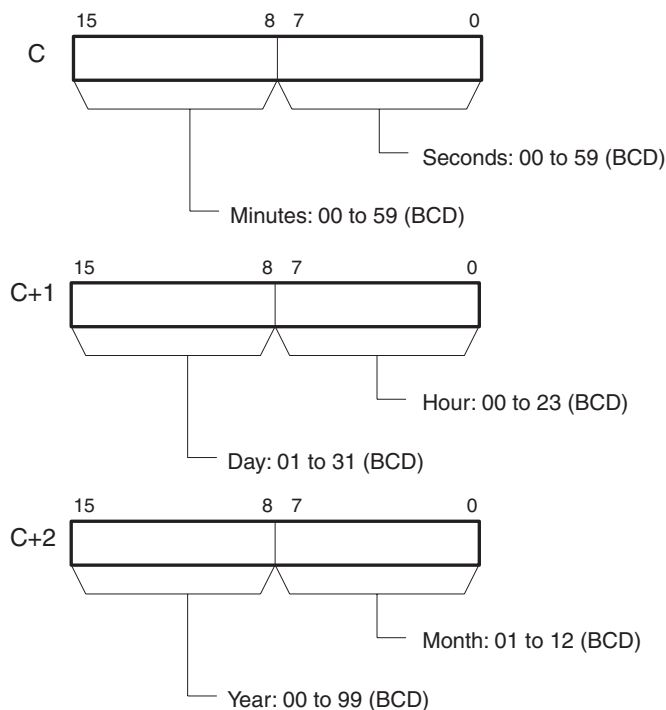 15 8 7 0
C
Seconds: 00 to 59 (BCD)
Minutes: 00 to 59 (BCD)
15 8 7 0
C+1
Hour: 00 to 23 (BCD)
Day: 01 to 31 (BCD)
15 8 7 0
C+2
Month: 01 to 12 (BCD)
Year: 00 to 99 (BCD)